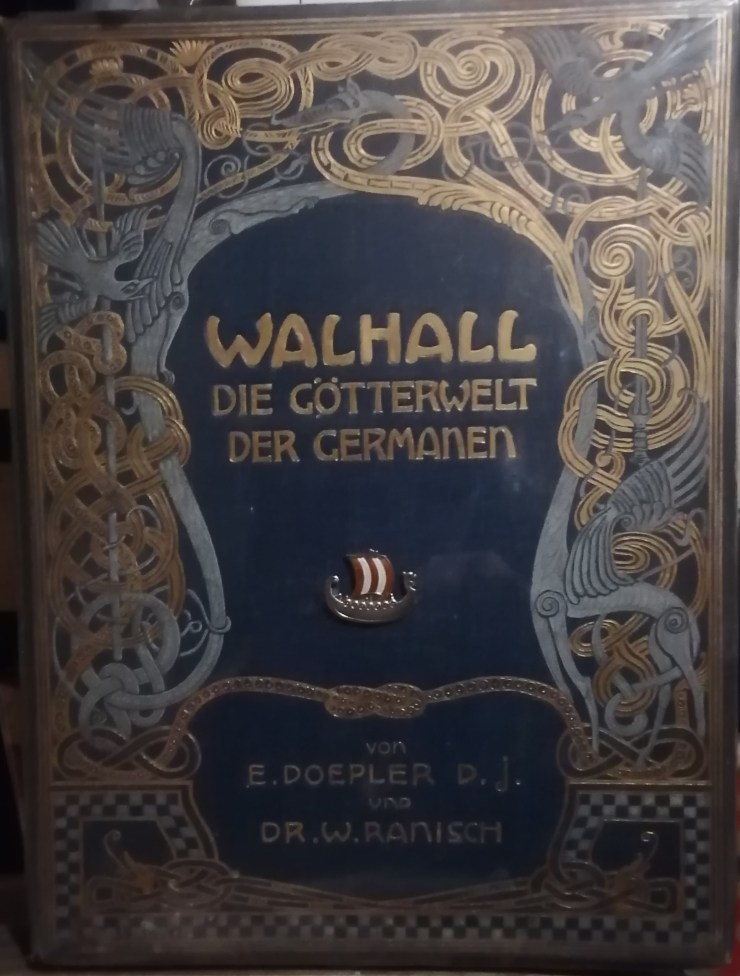 WALHALL
DIE GÖTTERWELT
DER GERMANEN
von
E. DOEPLER D. J.
UND
DR. W. RANISCH